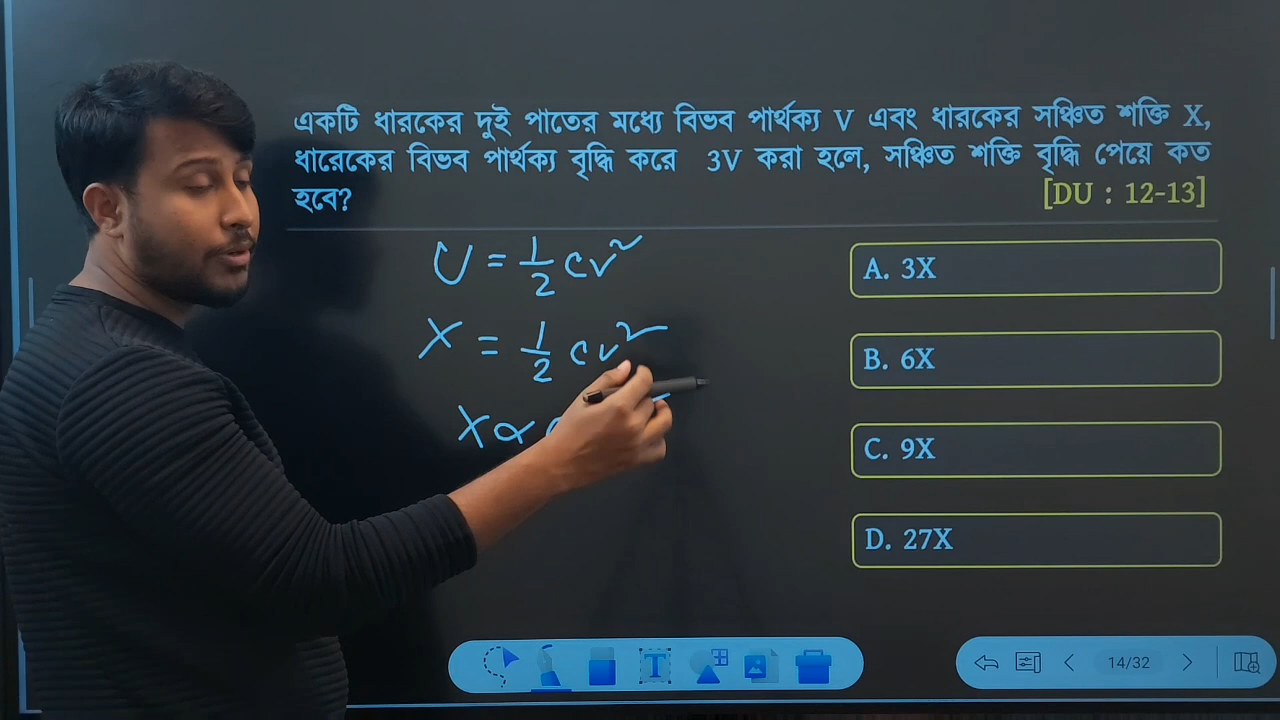 একটি ধারকের দুই পাতের মধ্যে বিভব পার্থক্য V এবং ধারকের সঞ্চিত শক্তি X,
ধারেকের বিভব পার্থক্য বৃদ্ধি করে 3V করা হলে, সঞ্চিত শক্তি বৃদ্ধি পেয়ে কত
হবে?
[DU : 12-13]
U = 1/2 cv²
X = 1/2 cv²
X ∝
A. 3X
B. 6X
C. 9X
D. 27X
T
14/32